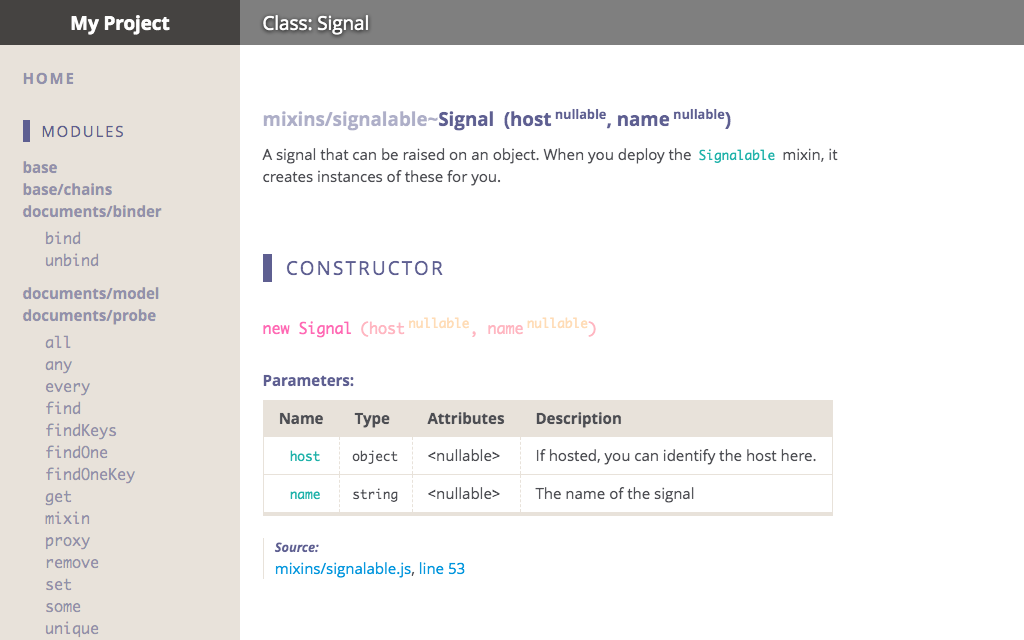 My Project
Class: Signal
HOME
MODULES
base
base/chains
documents/binder
bind
unbind
documents/model
documents/probe
all
any
every
find
findKeys
findOne
findOneKey
get
mixin
proxy
remove
set
some
unique
mixins/signalable~Signal (host nullable, name nullable)
A signal that can be raised on an object. When you deploy the Signalable mixin, it
creates instances of these for you.
CONSTRUCTOR
new Signal (host nullable, name nullable)
Parameters:
Name Type Attributes Description
host object <nullable> If hosted, you can identify the host here.
name string <nullable> The name of the signal
Source:
mixins/signalable.js, line 53